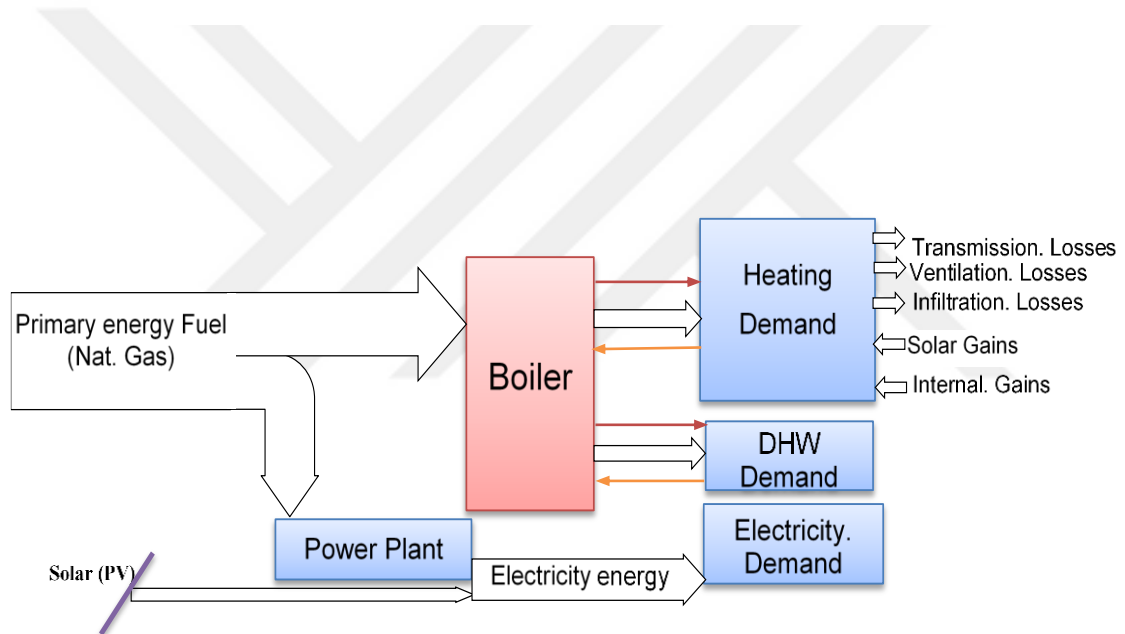 Primary energy Fuel
(Nat. Gas)
Boiler
Heating
Demand
Transmission. Losses
Ventilation. Losses
Infiltration. Losses
Solar Gains
Internal. Gains
DHW
Demand
Power Plant
Electricity.
Demand
Solar (PV)
Electricity energy